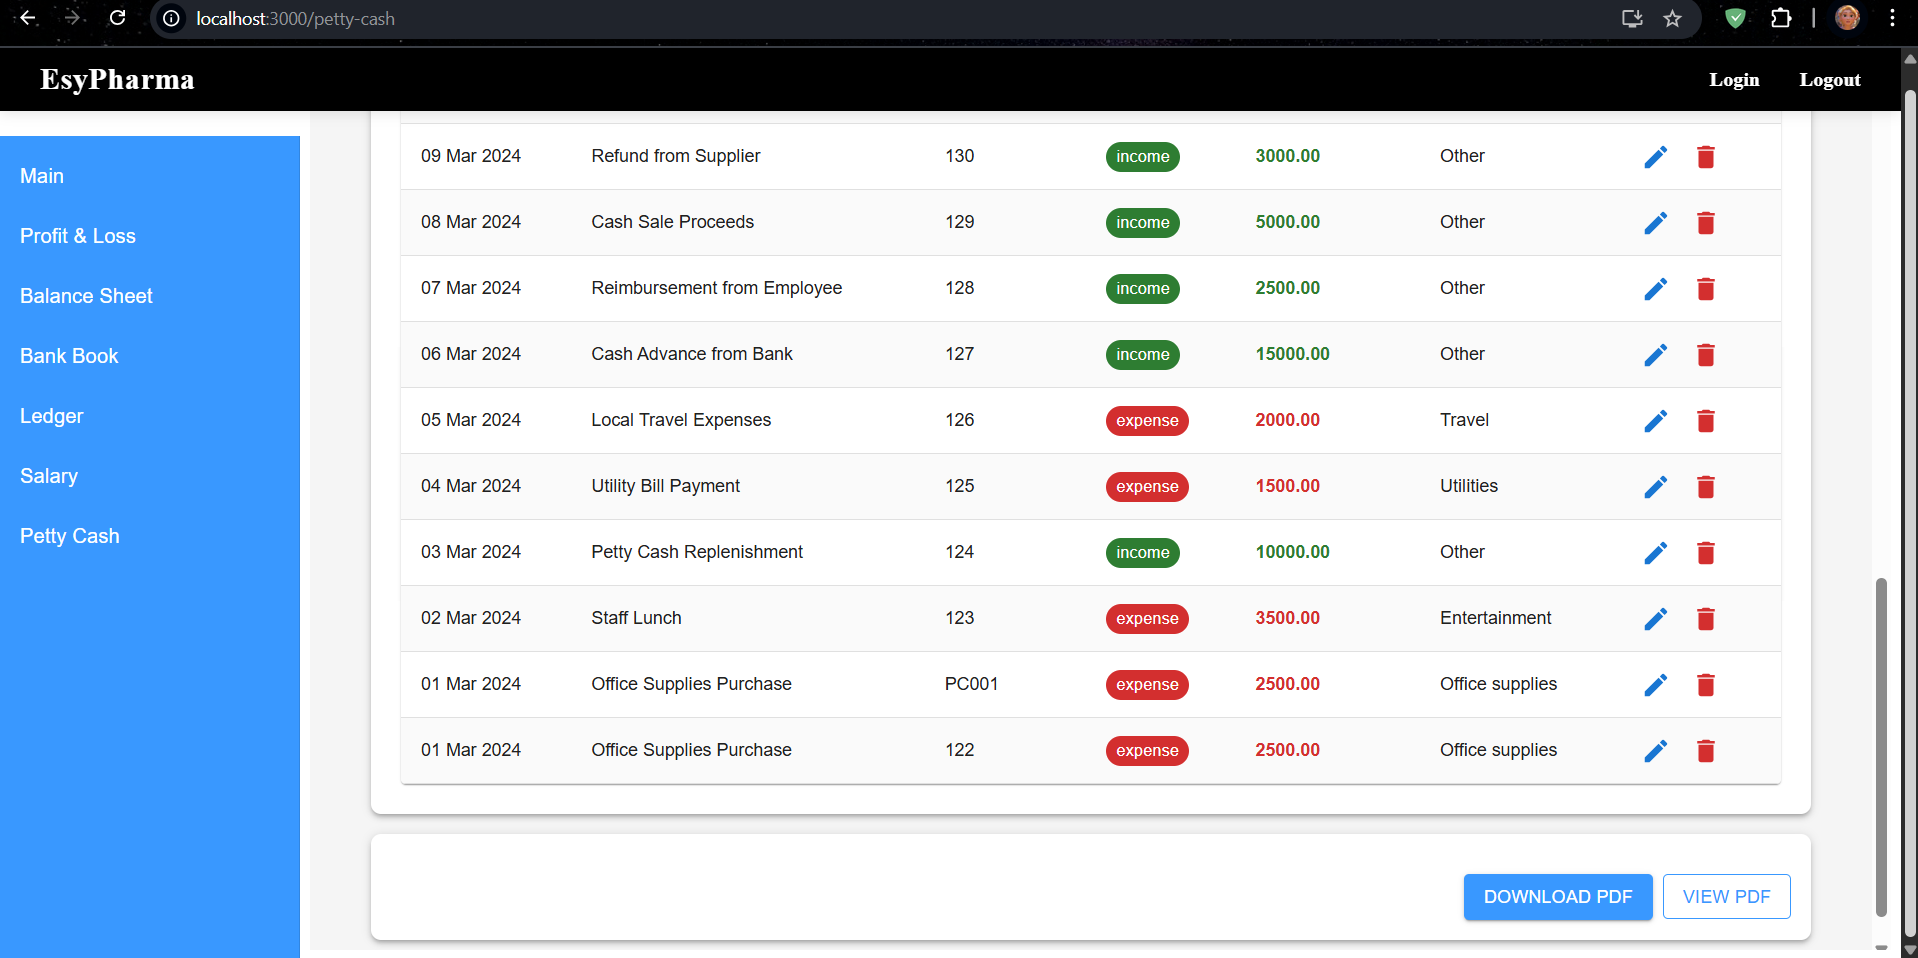 localhost:3000/petty-cash
EsyPharma Login Logout
Main
Profit & Loss
Balance Sheet
Bank Book
Ledger
Salary
Petty Cash
09 Mar 2024 Refund from Supplier 130 income 3000.00 Other
08 Mar 2024 Cash Sale Proceeds 129 income 5000.00 Other
07 Mar 2024 Reimbursement from Employee 128 income 2500.00 Other
06 Mar 2024 Cash Advance from Bank 127 income 15000.00 Other
05 Mar 2024 Local Travel Expenses 126 expense 2000.00 Travel
04 Mar 2024 Utility Bill Payment 125 expense 1500.00 Utilities
03 Mar 2024 Petty Cash Replenishment 124 income 10000.00 Other
02 Mar 2024 Staff Lunch 123 expense 3500.00 Entertainment
01 Mar 2024 Office Supplies Purchase PC001 expense 2500.00 Office supplies
01 Mar 2024 Office Supplies Purchase 122 expense 2500.00 Office supplies
DOWNLOAD PDF VIEW PDF